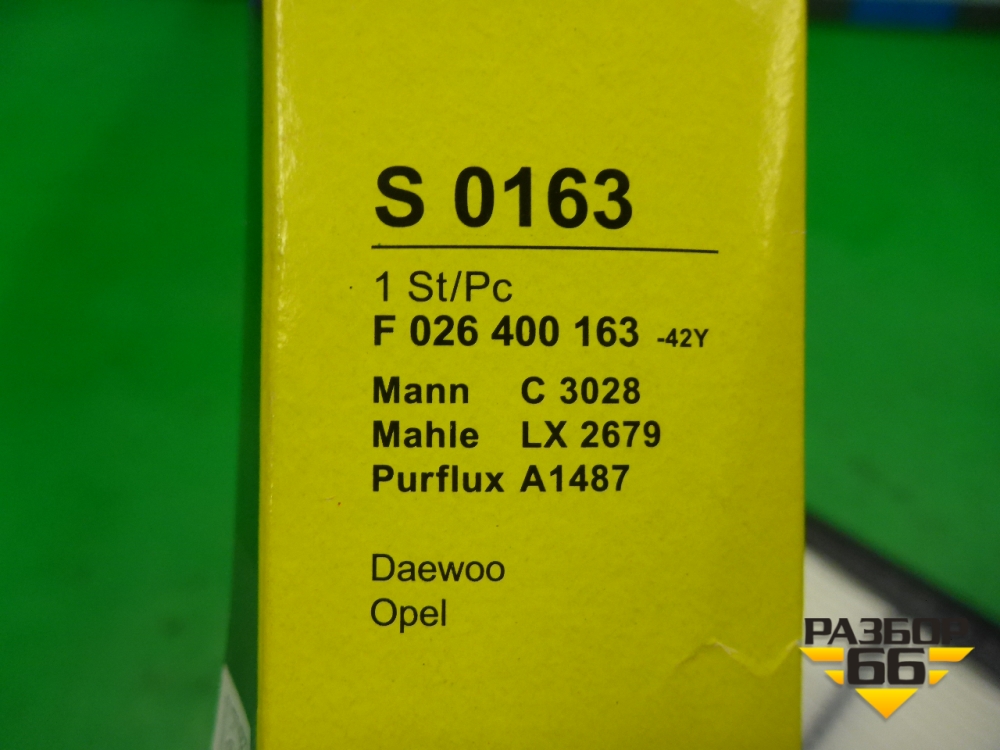 S 0163
1 St/Pc
F 026 400 163 -42Y
Mann C 3028
Mahle LX 2679
Purflux A1487
Daewoo
Opel
РАЗБОР
66